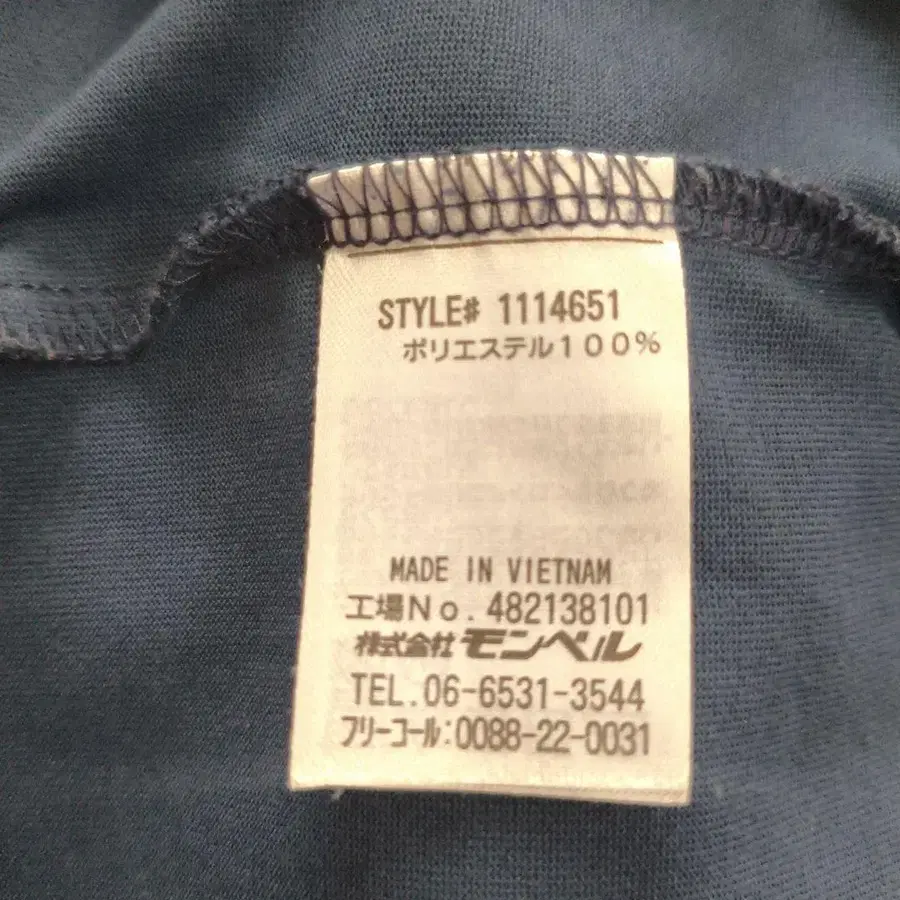 STYLE# 1114651
ポリエステル100%
MADE IN VIETNAM
工場No.482138101
株式会社モンベル
TEL.06-6531-3544
フリーコール:0088-22-0031